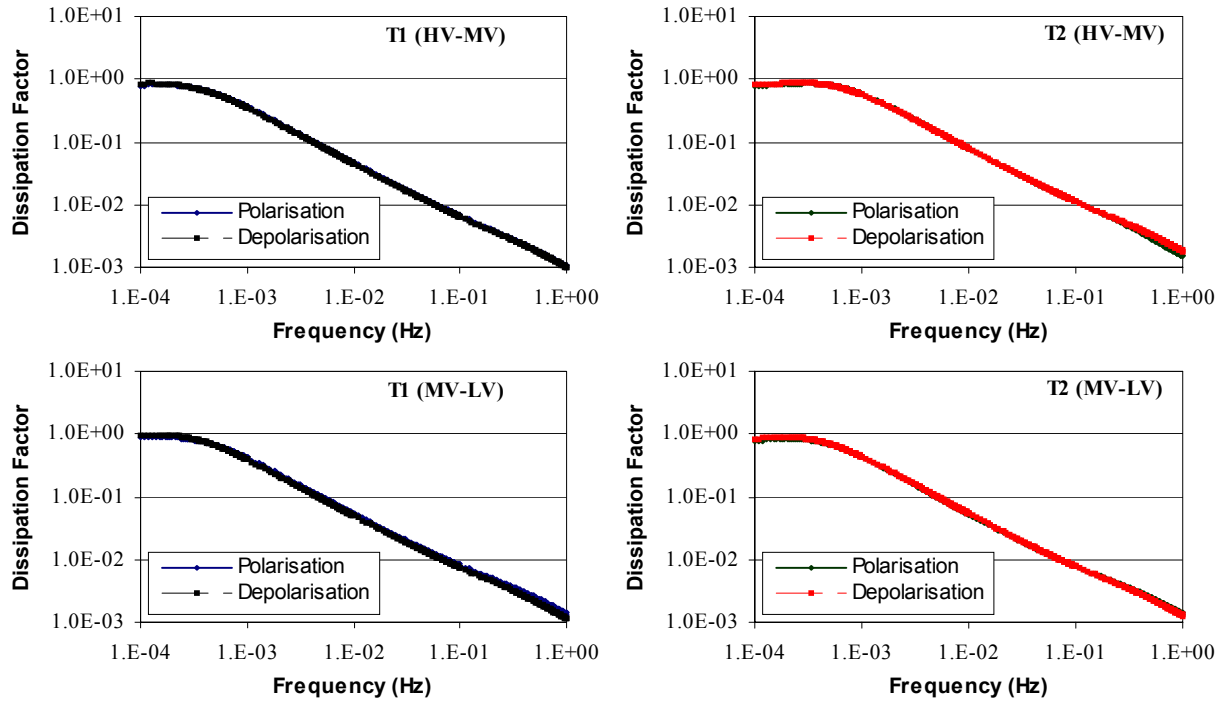 T1 (HV-MV)
Dissipation Factor
1.0E+01
1.0E+00
1.0E-01
1.0E-02
1.0E-03
Polarisation
Depolarisation
1.E-04 1.E-03 1.E-02 1.E-01 1.E+00
Frequency (Hz)
T2 (HV-MV)
Dissipation Factor
1.0E+01
1.0E+00
1.0E-01
1.0E-02
1.0E-03
Polarisation
Depolarisation
1.E-04 1.E-03 1.E-02 1.E-01 1.E+00
Frequency (Hz)
T1 (MV-LV)
Dissipation Factor
1.0E+01
1.0E+00
1.0E-01
1.0E-02
1.0E-03
Polarisation
Depolarisation
1.E-04 1.E-03 1.E-02 1.E-01 1.E+00
Frequency (Hz)
T2 (MV-LV)
Dissipation Factor
1.0E+01
1.0E+00
1.0E-01
1.0E-02
1.0E-03
Polarisation
Depolarisation
1.E-04 1.E-03 1.E-02 1.E-01 1.E+00
Frequency (Hz)